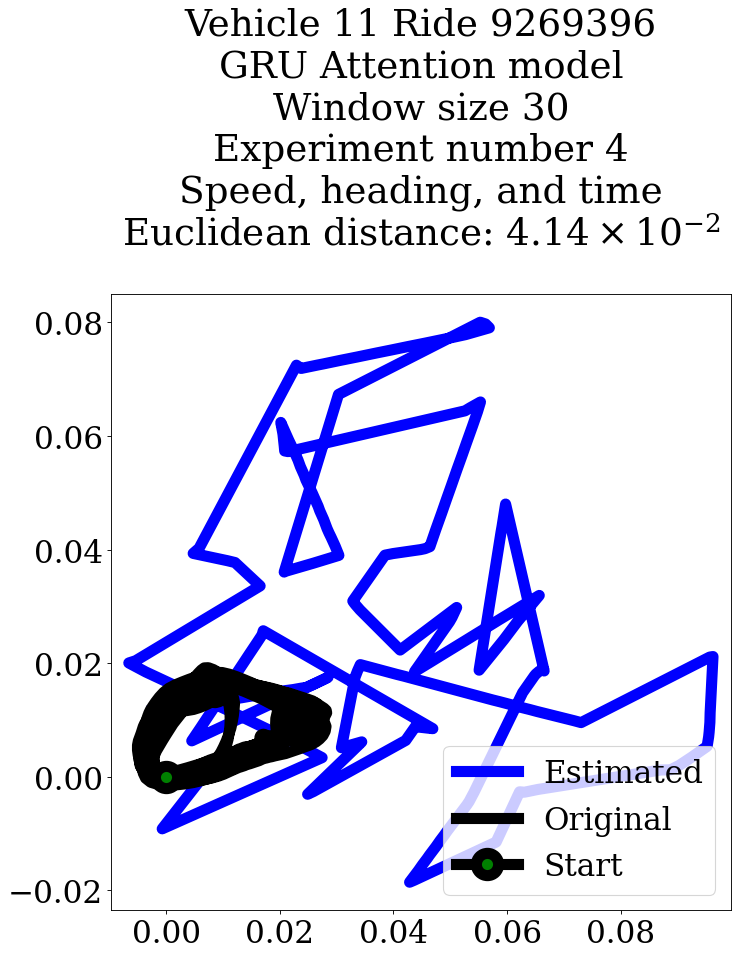 Vehicle 11 Ride 9269396
GRU Attention model
Window size 30
Experiment number 4
Speed, heading, and time
Euclidean distance: 4.14 × 10⁻²
0.08
0.06
0.04
0.02
0.00
−0.02
Estimated
Original
Start
0.00 0.02 0.04 0.06 0.08